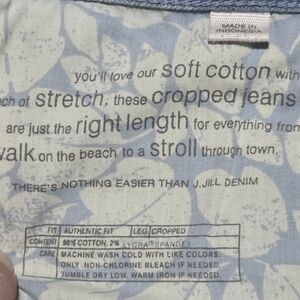 MADE IN
INDONESIA
you'll love our soft cotton with
ch of stretch. these cropped jeans
are just the right length for everything from
walk on the beach to a stroll through town.
THERE'S NOTHING EASIER THAN J.JILL DENIM
FIT AUTHENTIC FIT LEG/CROPPED
CONTENT 98% COTTON, 2% LYCRA® SPANDEX
CARE MACHINE WASH COLD WITH LIKE COLORS.
ONLY NON-CHLORINE BLEACH IF NEEDED.
TUMBLE DRY LOW. WARM IRON IF NEEDED.